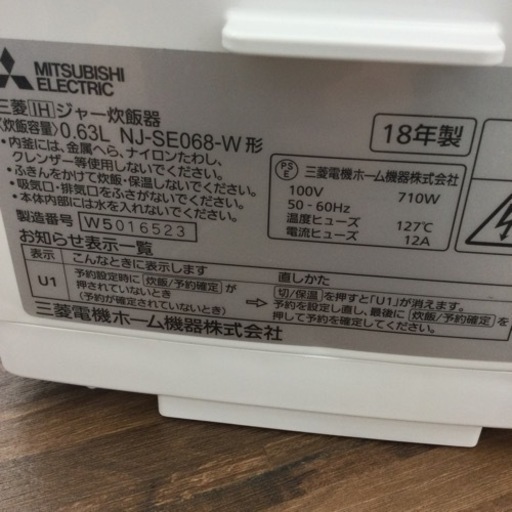 MITSUBISHI
ELECTRIC
三菱IHジャー炊飯器
(炊飯容量) 0.63L NJ-SE068-W形
18年製
・内釜には、金属へら、ナイロンたわし、
クレンザー等使用しないでください。
・ふきんをかけて炊飯・保温しないでください。
・吸気口・排気口をふさがないでください。
・本体内部には水を入れないでください。
製造番号 W5016523
PS
E
三菱電機ホーム機器株式会社
100V 710W
50-60Hz
温度ヒューズ 127℃
電流ヒューズ 12A
お知らせ表示一覧
表示 こんなときに表示します 直しかた
U1 予約設定時に 炊飯/予約確定 が
押されていないとき
(予約が確定されていないとき)
⇨ 切/保温 を押すと「U1」が消えます。
予約を設定し直し、最後に 炊飯/予約確定 を
押して予約を確定してください。
三菱電機ホーム機器株式会社